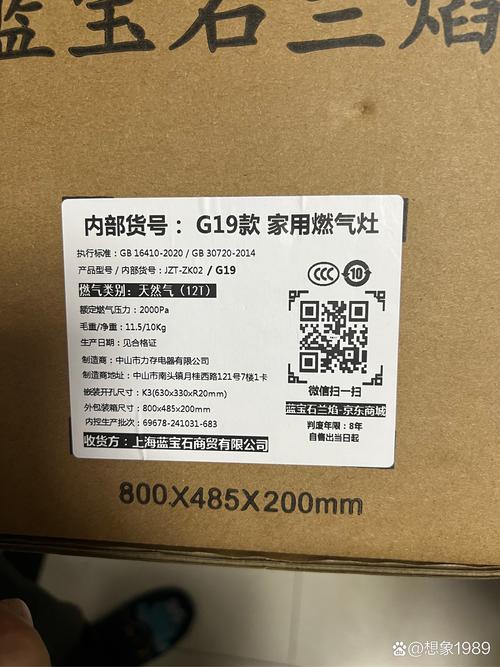 蓝宝石兰焰
内部货号： G19款 家用燃气灶
执行标准：GB 16410-2020 / GB 30720-2014
产品型号 / 内部货号：JZT-ZK02 / G19
燃气类别：天然气（12T）
额定燃气压力：2000Pa
毛重/净重：11.5/10Kg
生产日期：见合格证
制造商：中山市力存电器有限公司
制造商地址：中山市南头镇月桂西路121号7楼1卡
嵌装开孔尺寸：K3(630x330xR20mm)
外包装箱尺寸：800x485x200mm
内控生产批次：69678-241031-683
收货方：上海蓝宝石商贸有限公司
CCC
10
微信扫一扫
蓝宝石兰焰-京东商城
判废年限：8年
自售出当日起
800X485X200mm
Baidu@想象1989